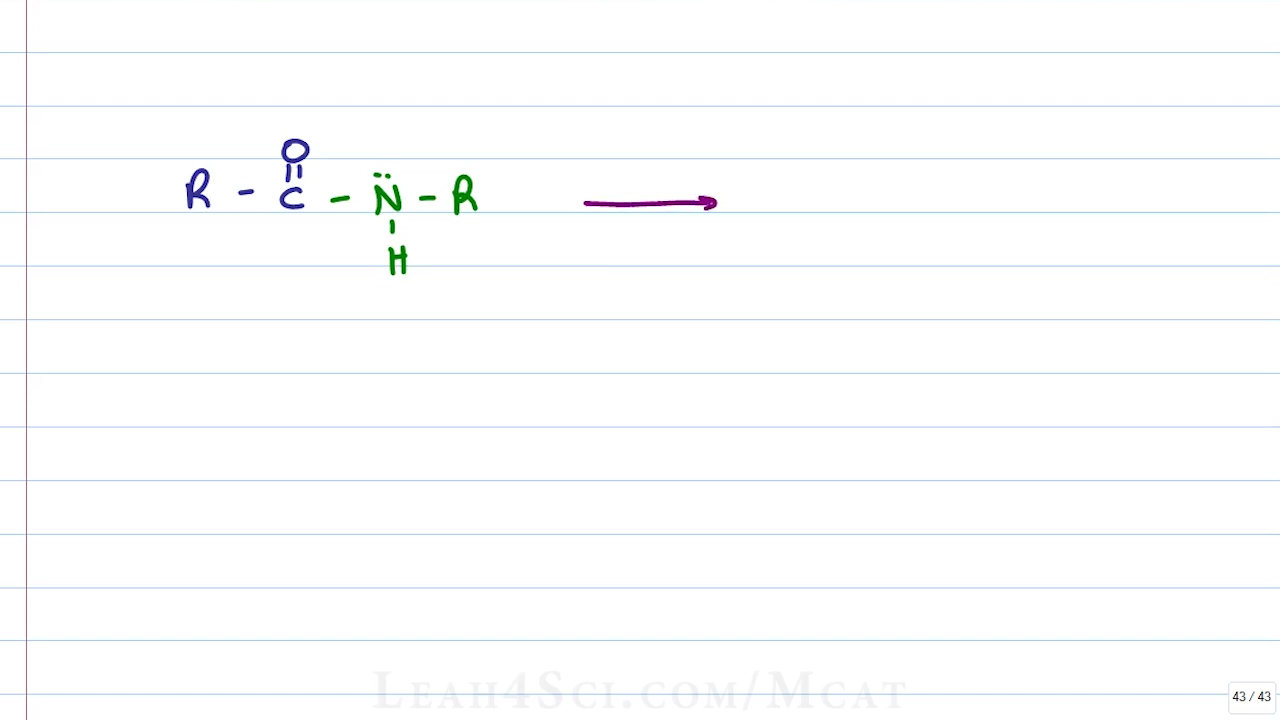 O
R - C - N̈ - R
H
Leah4Sci.com/Mcat
43 / 43